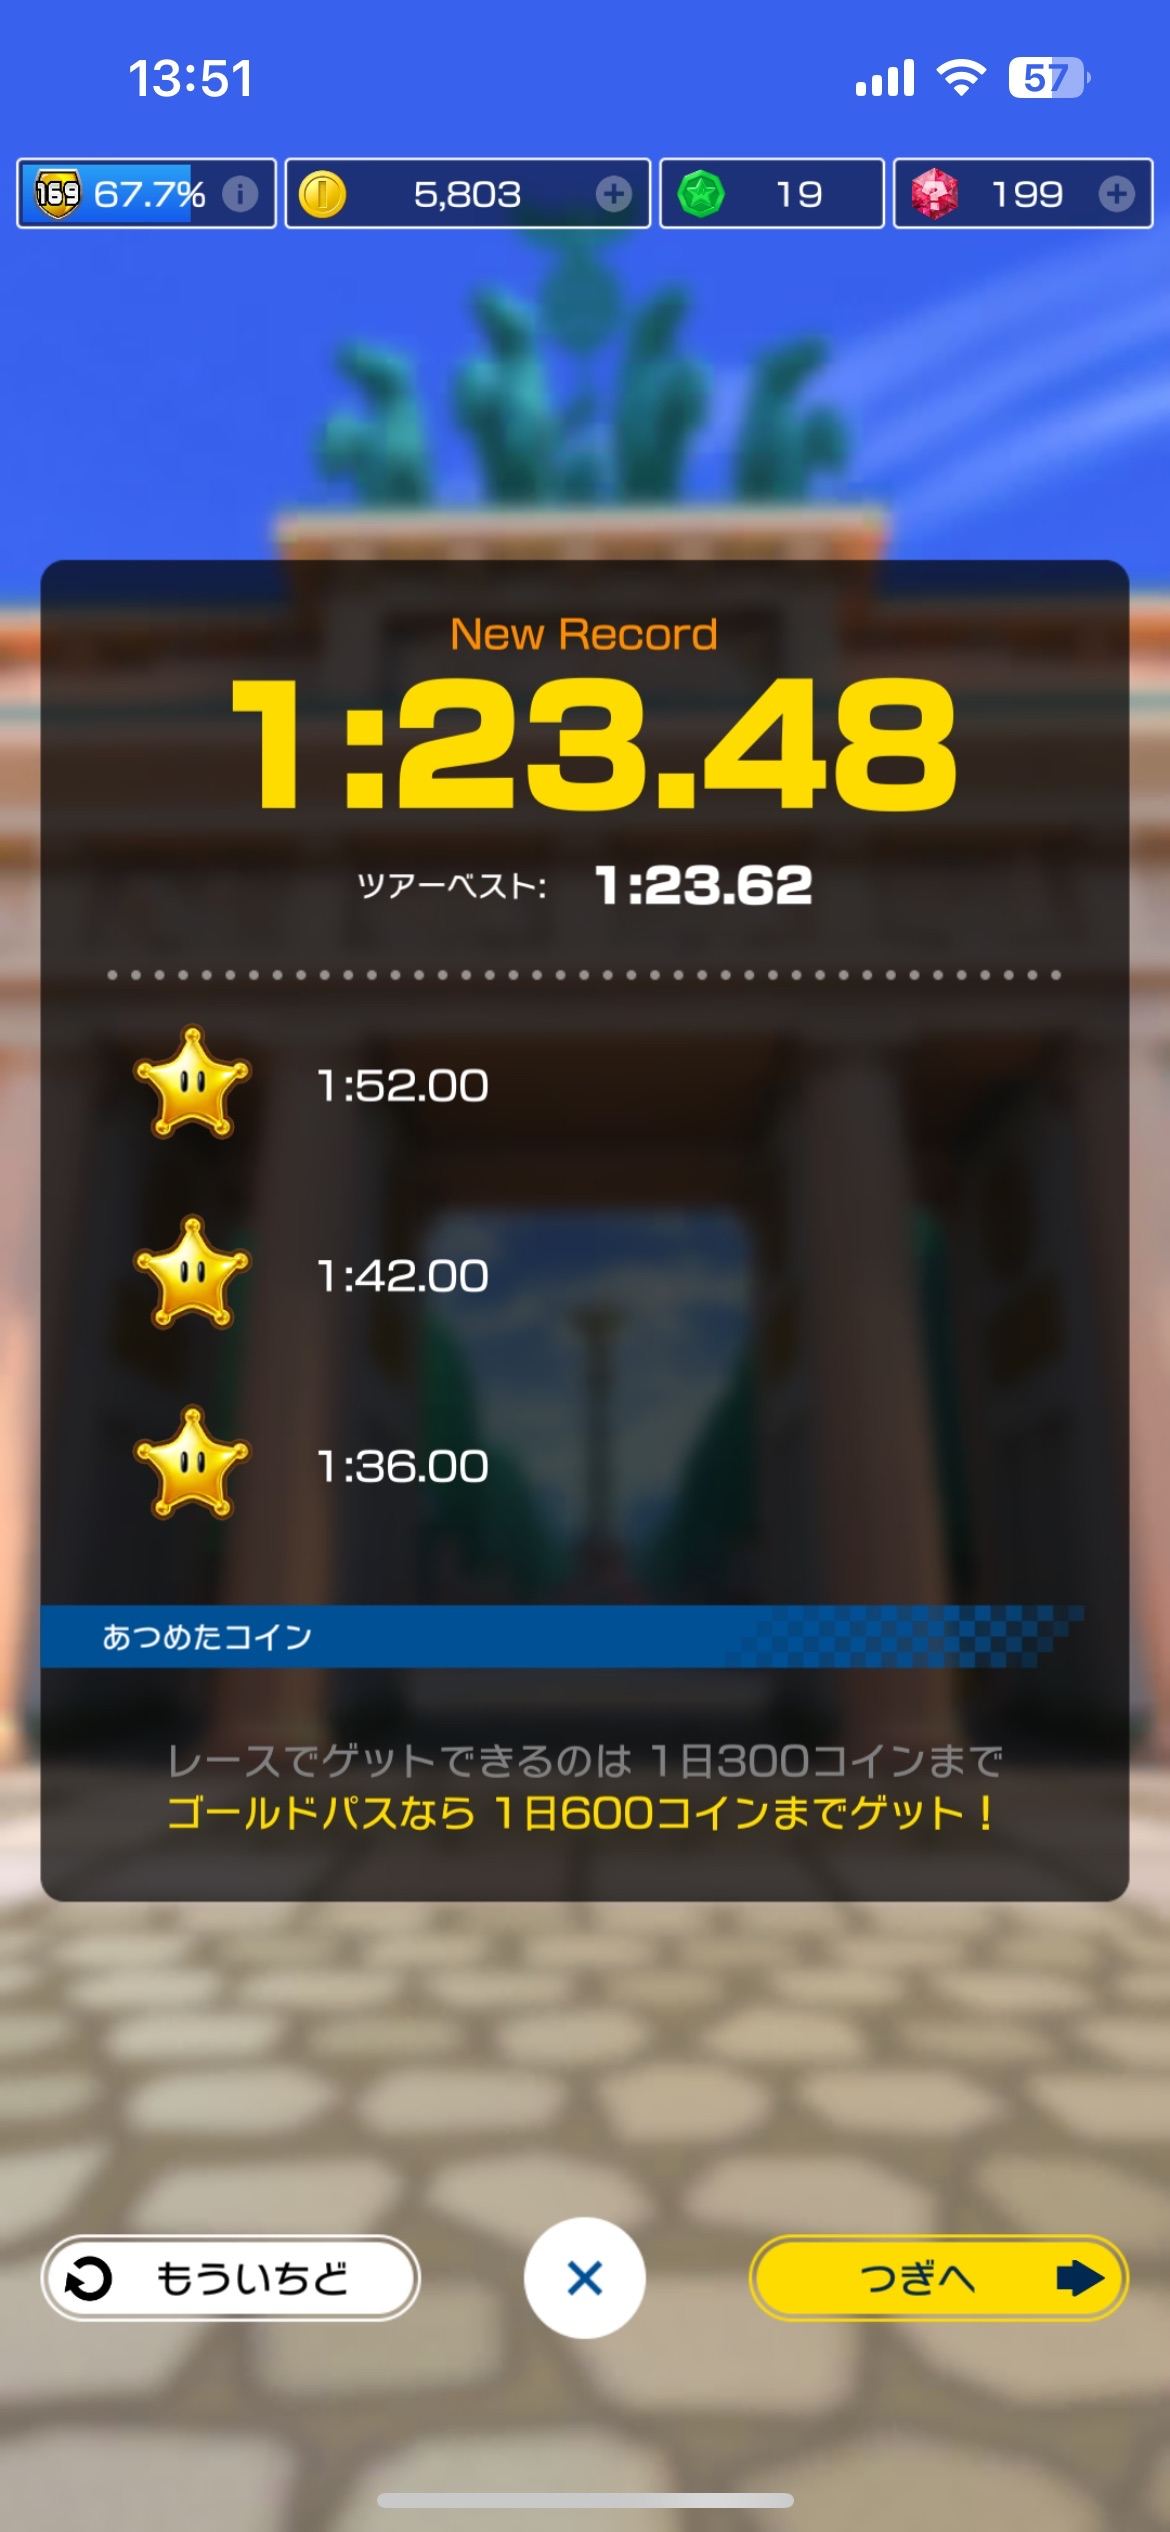 13:51
57
169 67.7%
5,803
19
199
New Record
1:23.48
ツアーベスト: 1:23.62
1:52.00
1:42.00
1:36.00
あつめたコイン
レースでゲットできるのは 1日300コインまで
ゴールドパスなら 1日600コインまでゲット！
もういちど
つぎへ